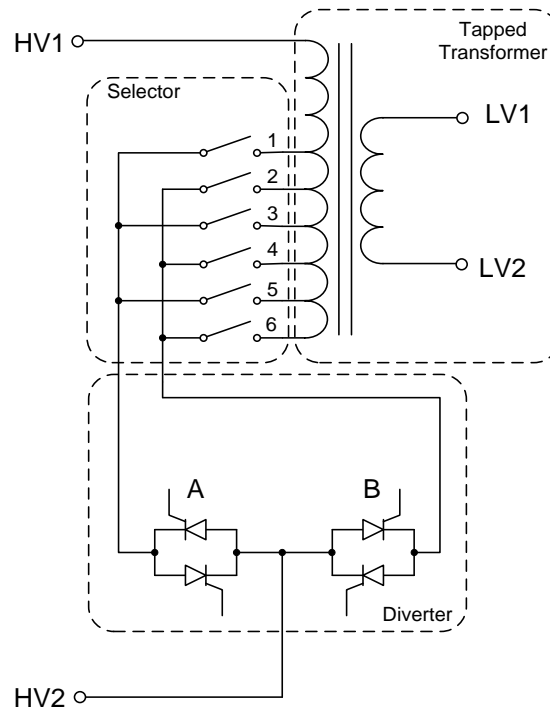 Tapped
Transformer
HV1
Selector
LV1
1
2
3
4
5
6
LV2
A
B
Diverter
HV2